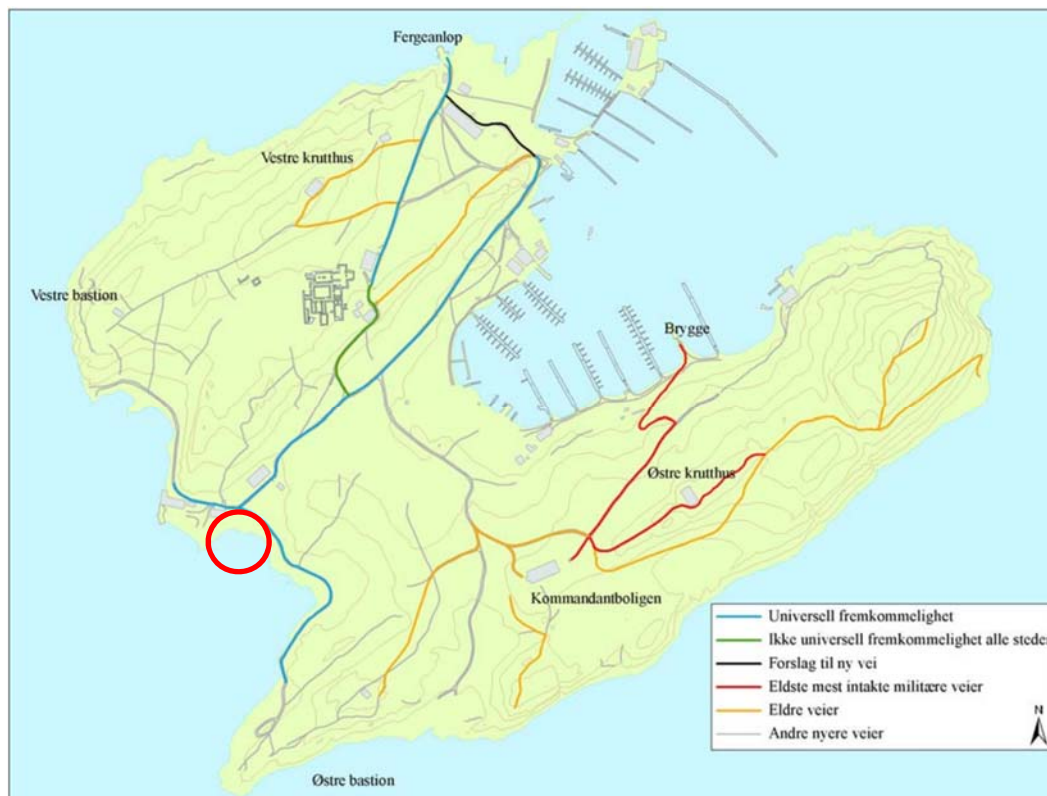 Fergeanløp
Vestre krutthus
Vestre bastion
Brygge
Østre krutthus
Kommandantboligen
Universell fremkommelighet
Ikke universell fremkommelighet alle steder
Forslag til ny vei
Eldste mest intakte militære veier
Eldre veier
Andre nyere veier
N
Østre bastion